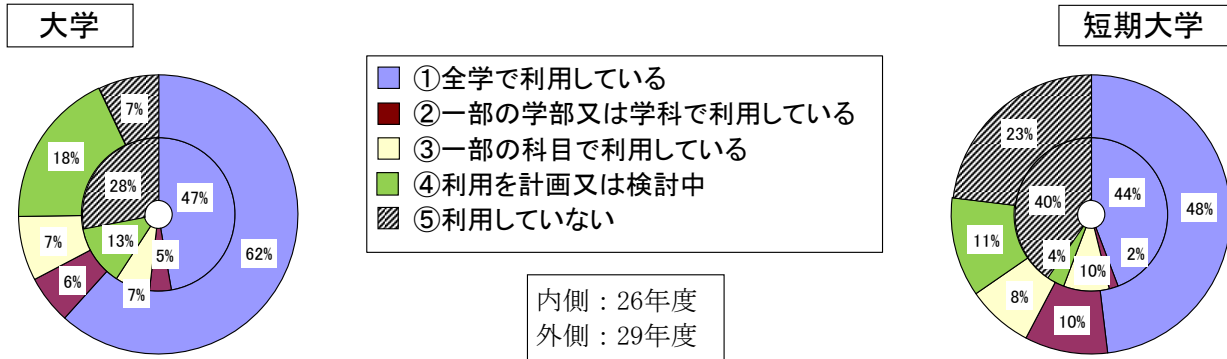 大学
7%
18%
28%
47%
13%
5%
7%
62%
6%
7%
①全学で利用している
②一部の学部又は学科で利用している
③一部の科目で利用している
④利用を計画又は検討中
⑤利用していない
内側：26年度
外側：29年度
短期大学
23%
44%
40%
48%
11%
4%
10%
2%
8%
10%